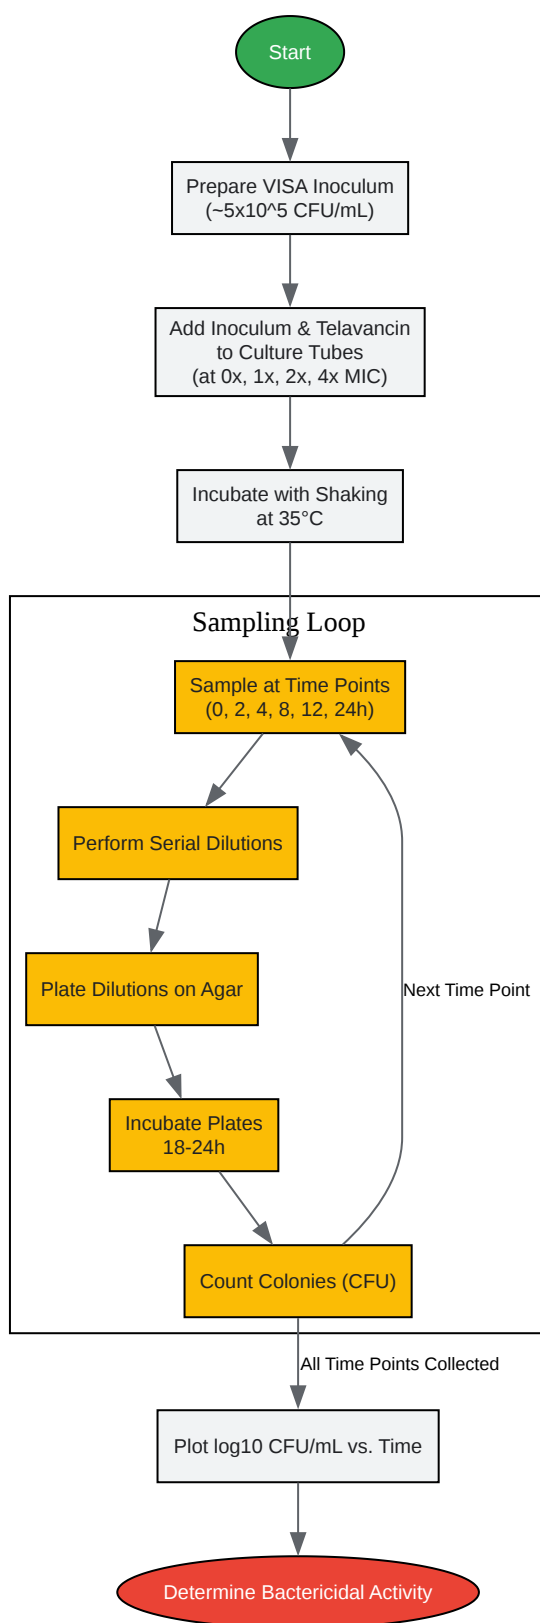 Start
Prepare VISA Inoculum
(~5x10^5 CFU/mL)
Add Inoculum & Telavancin
to Culture Tubes
(at 0x, 1x, 2x, 4x MIC)
Incubate with Shaking
at 35°C
Sampling Loop
Sample at Time Points
(0, 2, 4, 8, 12, 24h)
Perform Serial Dilutions
Plate Dilutions on Agar
Next Time Point
Incubate Plates
18-24h
Count Colonies (CFU)
All Time Points Collected
Plot log10 CFU/mL vs. Time
Determine Bactericidal Activity